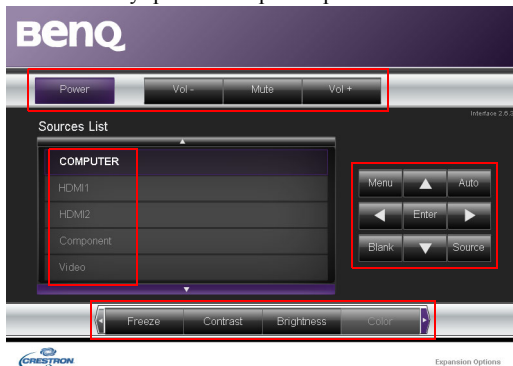 BenQ
Power Vol - Mute Vol +
Interface 2.6.3
Sources List
COMPUTER
HDMI1
HDMI2
Component
Video
Menu Auto
Enter
Blank Source
Freeze Contrast Brightness Color
CRESTRON
Expansion Options